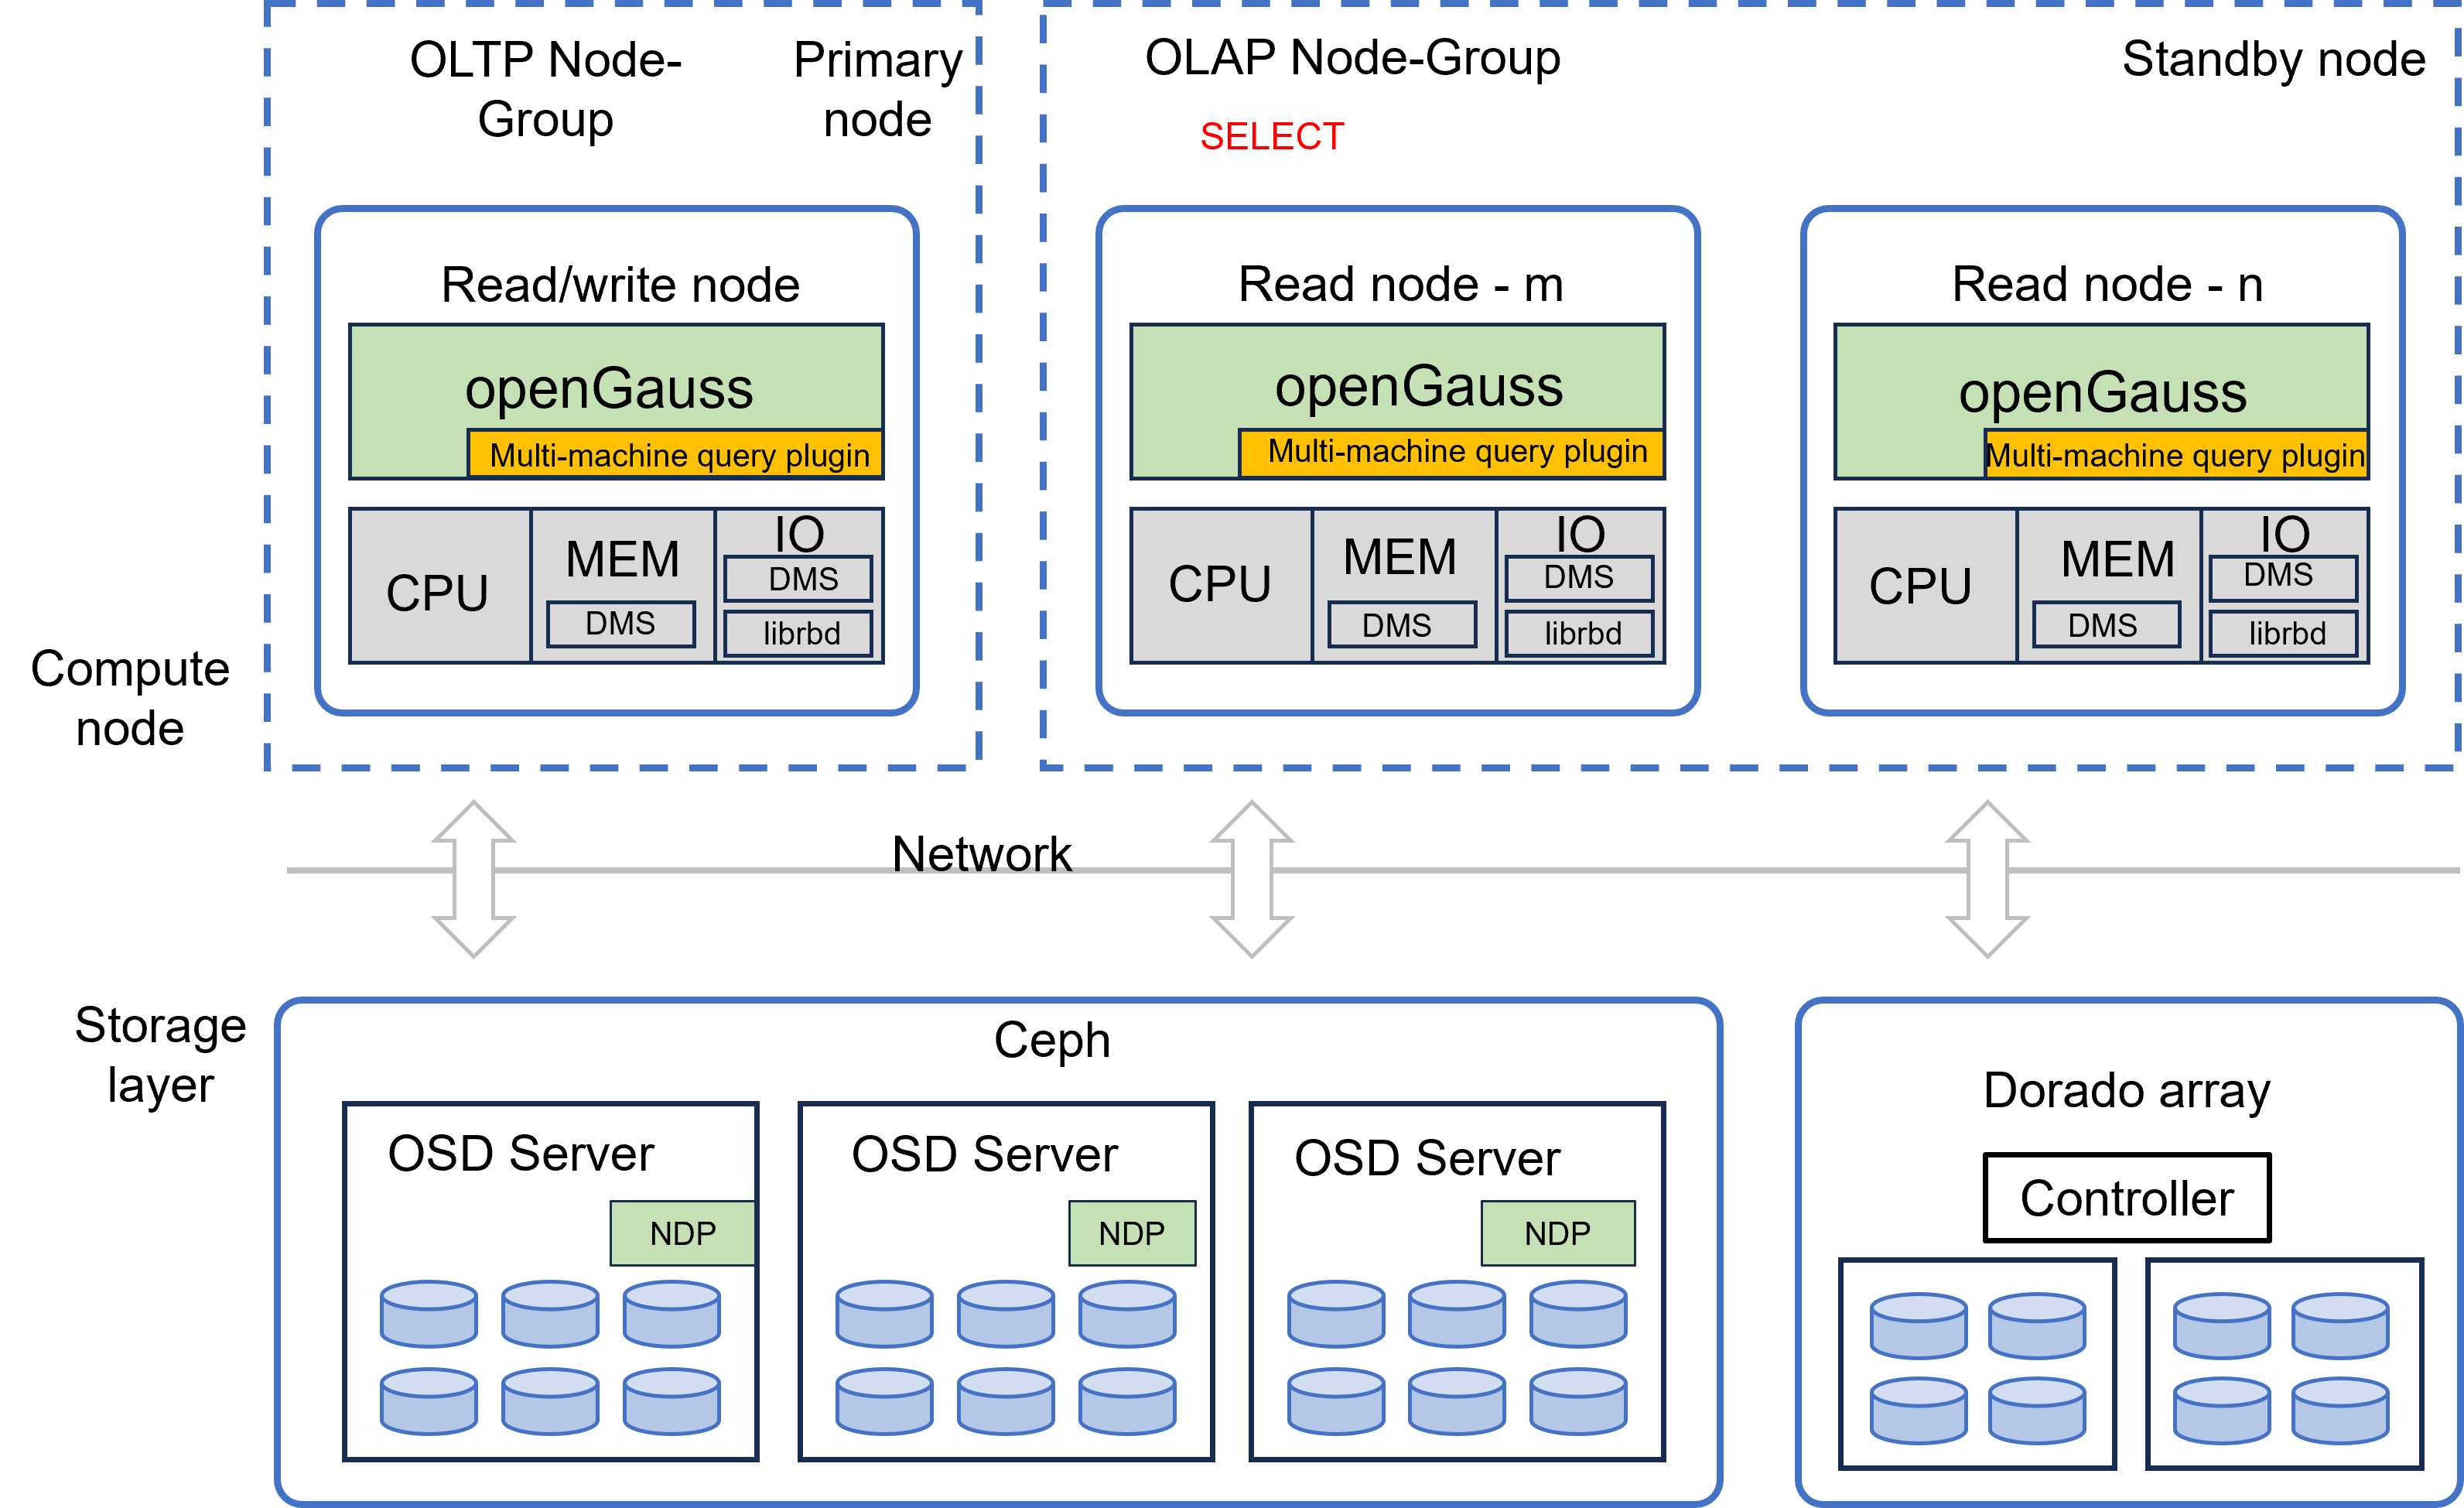 OLTP Node-
Group
Primary
node
OLAP Node-Group
Standby node
SELECT
Read/write node
openGauss
Multi-machine query plugin
CPU
MEM
DMS
IO
DMS
librbd
Read node - m
openGauss
Multi-machine query plugin
CPU
MEM
DMS
IO
DMS
librbd
Read node - n
openGauss
Multi-machine query plugin
CPU
MEM
DMS
IO
DMS
librbd
Compute
node
Network
Storage
layer
Ceph
OSD Server
NDP
OSD Server
NDP
OSD Server
NDP
Dorado array
Controller